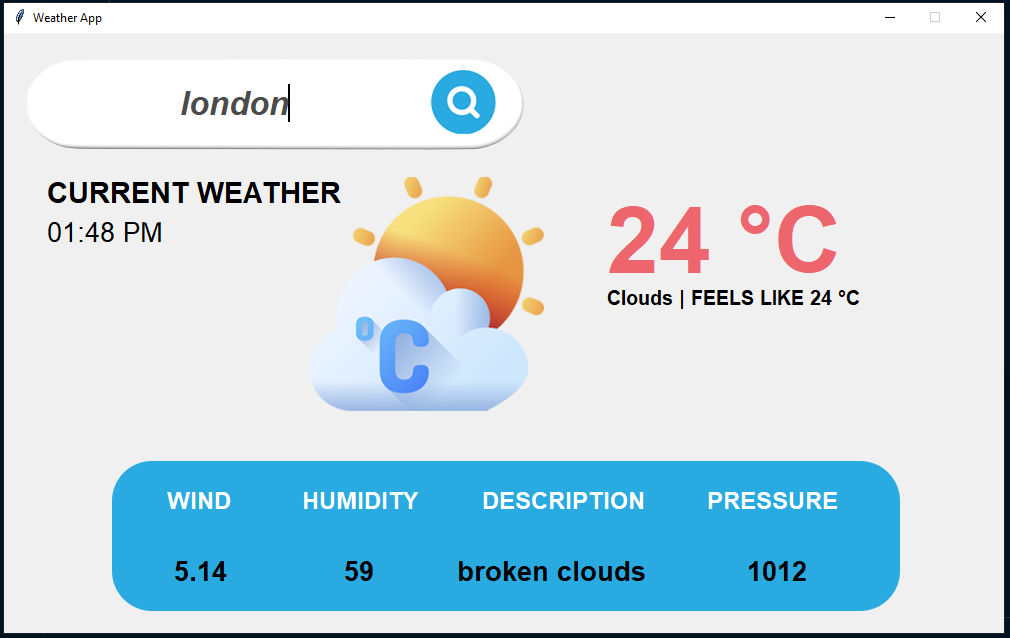 Weather App
london
CURRENT WEATHER
01:48 PM
°C
24 °C
Clouds | FEELS LIKE 24 °C
WIND HUMIDITY DESCRIPTION PRESSURE
5.14 59 broken clouds 1012